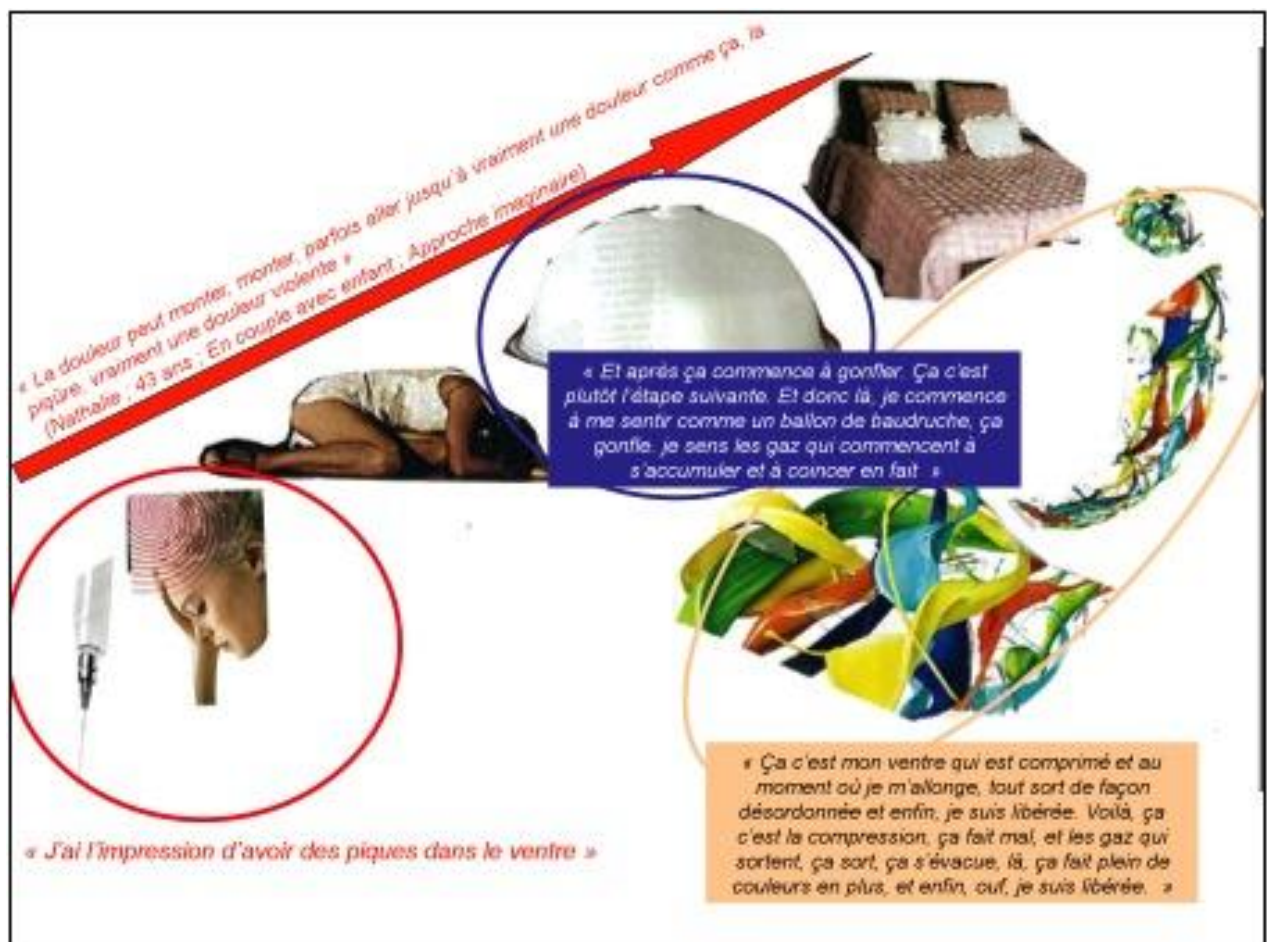 « La douleur peut monter, monter, parfois aller jusqu'à vraiment une douleur comme ça, la
piqûre, vraiment une douleur violente »
(Nathalie ; 43 ans ; En couple avec enfant ; Approche imaginaire)
« Et après ça commence à gonfler. Ça c'est
plutôt l'étape suivante. Et donc là, je commence
à me sentir comme un ballon de baudruche, ça
gonfle. je sens les gaz qui commencent à
s'accumuler et à coincer en fait »
« J'ai l'impression d'avoir des piques dans le ventre »
« Ça c'est mon ventre qui est comprimé et au
moment où je m'allonge, tout sort de façon
désordonnée et enfin, je suis libérée. Voilà, ça
c'est la compression, ça fait mal, et les gaz qui
sortent, ça sort, ça s'évacue, là, ça fait plein de
couleurs en plus, et enfin, ouf, je suis libérée. »